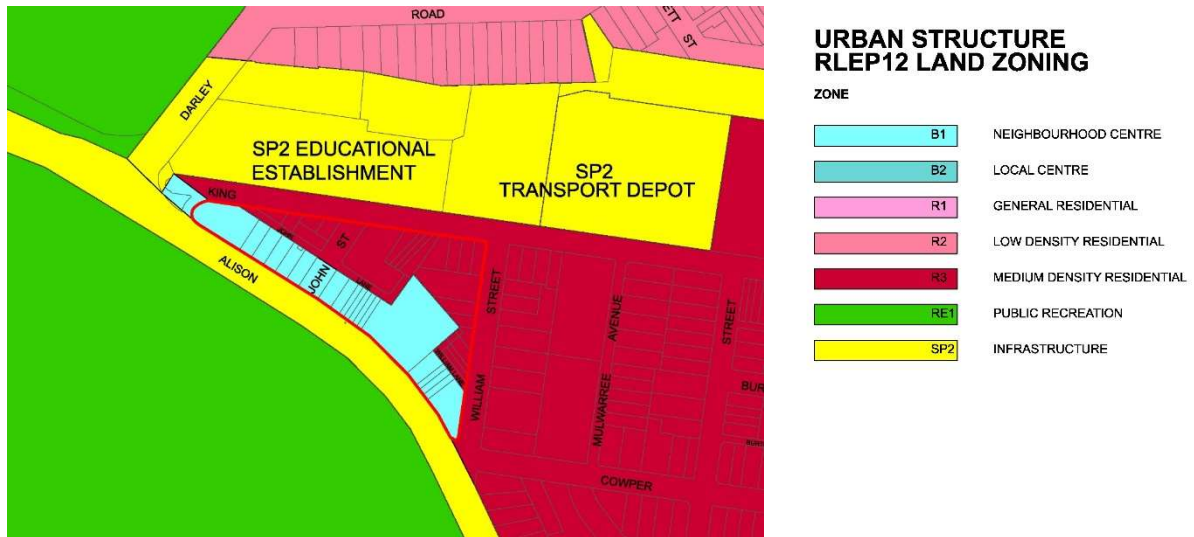 ROAD
ETT
ST
DARLEY
SP2 EDUCATIONAL
ESTABLISHMENT
SP2
TRANSPORT DEPOT
KING
ST
JOHN
LANE
ALISON
STREET
WILLIAM
AVENUE
MULWARREE
STREET
BUR
COWPER
URBAN STRUCTURE
RLEP12 LAND ZONING
ZONE
B1 NEIGHBOURHOOD CENTRE
B2 LOCAL CENTRE
R1 GENERAL RESIDENTIAL
R2 LOW DENSITY RESIDENTIAL
R3 MEDIUM DENSITY RESIDENTIAL
RE1 PUBLIC RECREATION
SP2 INFRASTRUCTURE